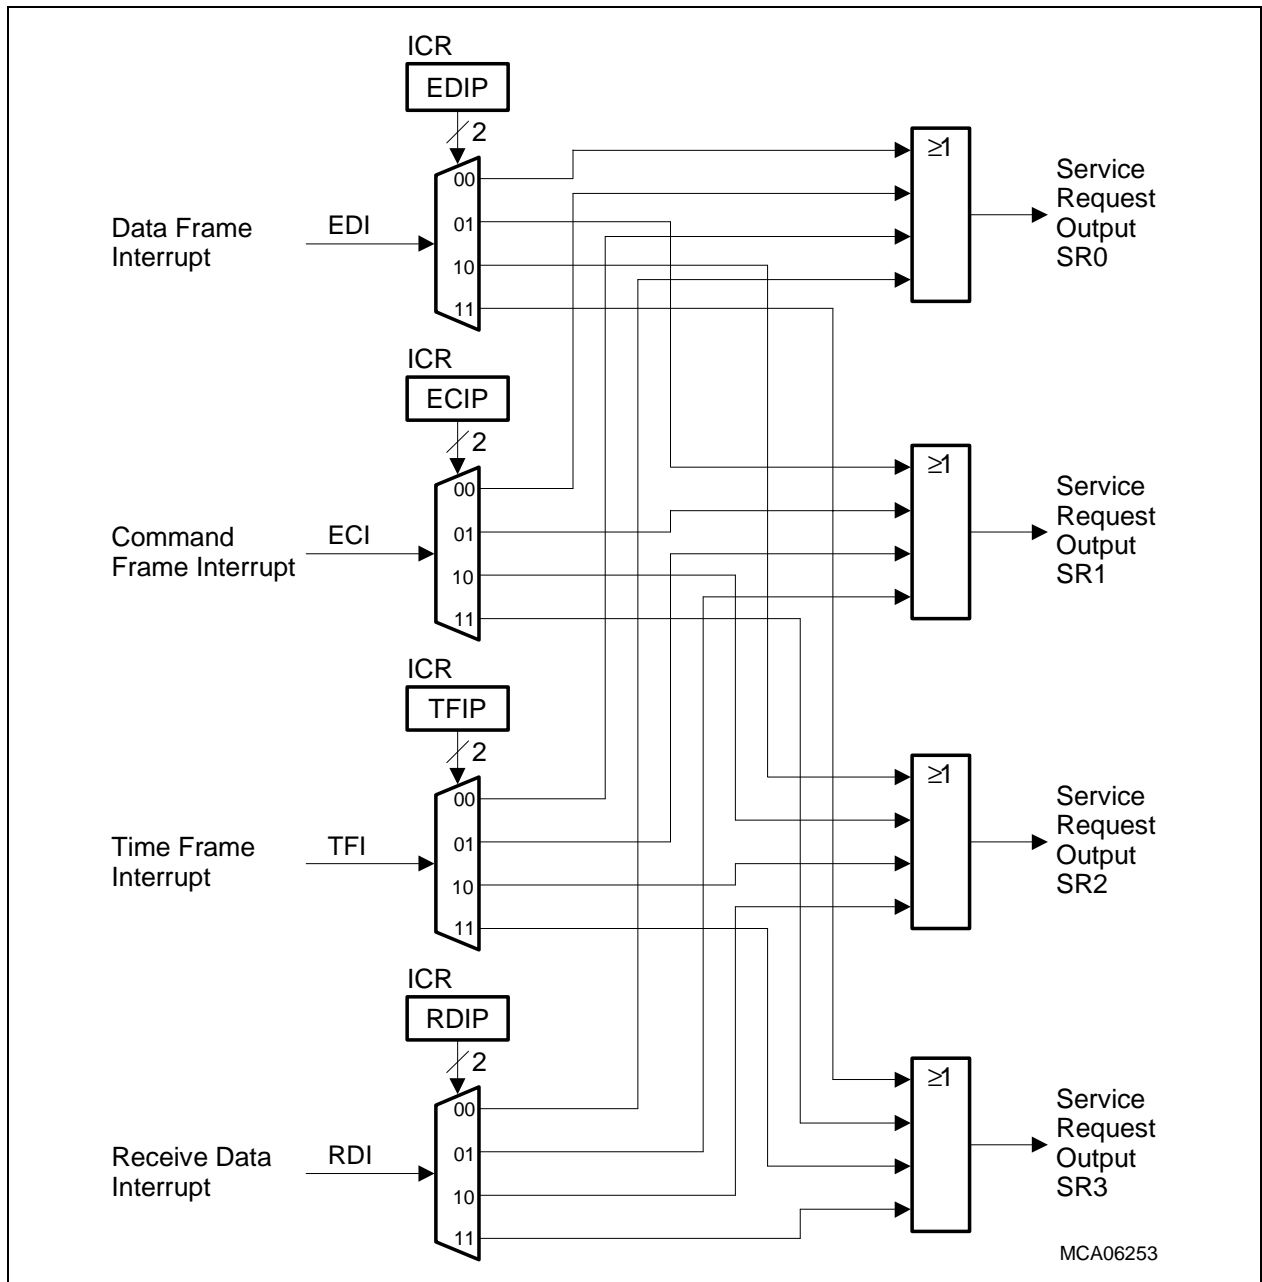 ICR
EDIP
2
Data Frame
Interrupt
EDI
00
01
10
11
≥1
Service
Request
Output
SR0
ICR
ECIP
2
Command
Frame Interrupt
ECI
00
01
10
11
≥1
Service
Request
Output
SR1
ICR
TFIP
2
Time Frame
Interrupt
TFI
00
01
10
11
≥1
Service
Request
Output
SR2
ICR
RDIP
2
Receive Data
Interrupt
RDI
00
01
10
11
≥1
Service
Request
Output
SR3
MCA06253